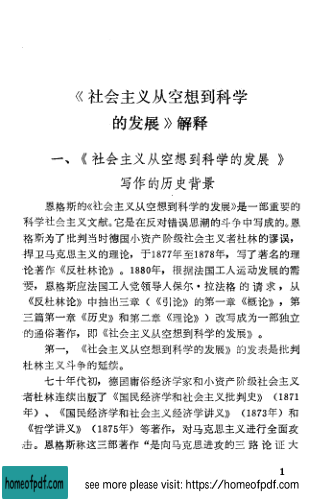 《社会主义从空想到科学
的发展》解释
一、《社会主义从空想到科学的发展 》
写作的历史背景
恩格斯的《社会主义从空想到科学的发展》是一部重要的
科学社会主义文献。它是在反对错误思潮的斗争中写成的。恩
格斯为了批判当时德国小资产阶级社会主义者杜林的谬误，
捍卫马克思主义的理论，于1877年至1878年，写了著名的理
论著作《反杜林论》。1880年，根据法国工人运动发展的需
要，恩格斯应法国工人党领导人保尔·拉法格的请求，从
《反杜林论》中抽出三章（《引论》的第一章《概论》，第
三篇第一章《历史》和第二章《理论》）改写成为一部独立
的通俗著作，即《社会主义从空想到科学的发展》。
第一，《社会主义从空想到科学的发展》的发表是批判
杜林主义斗争的延续。
七十年代初，德国庸俗经济学家和小资产阶级社会主义
者杜林连续出版了《国民经济学和社会主义批判史》（1871
年）、《国民经济学和社会主义经济学讲义》（1873年）和
《哲学讲义》（1875年）等著作，对马克思主义进行全面攻
击。恩格斯称这三部著作“是向马克思进攻的三路论证大
1
homeofpdf.com
see more please visit: https://homeofpdf.com